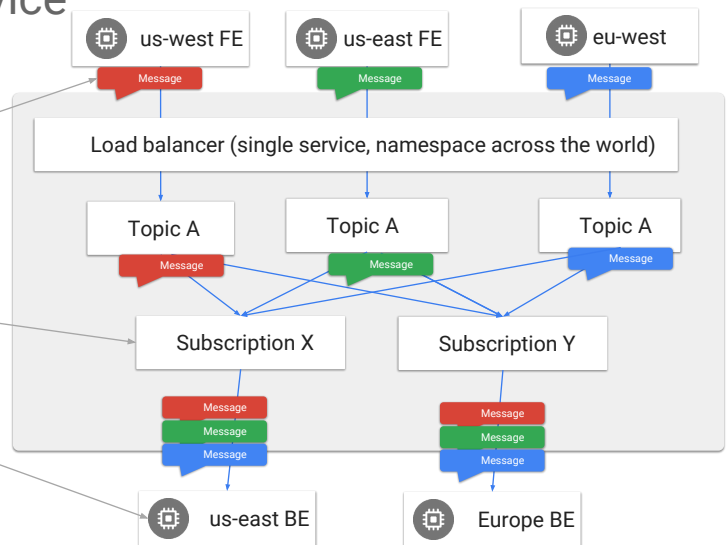 us-west FE
us-east FE
eu-west
Message
Message
Message
Load balancer (single service, namespace across the world)
Topic A
Topic A
Topic A
Message
Message
Message
Subscription X
Subscription Y
Message
Message
Message
Message
Message
Message
us-east BE
Europe BE